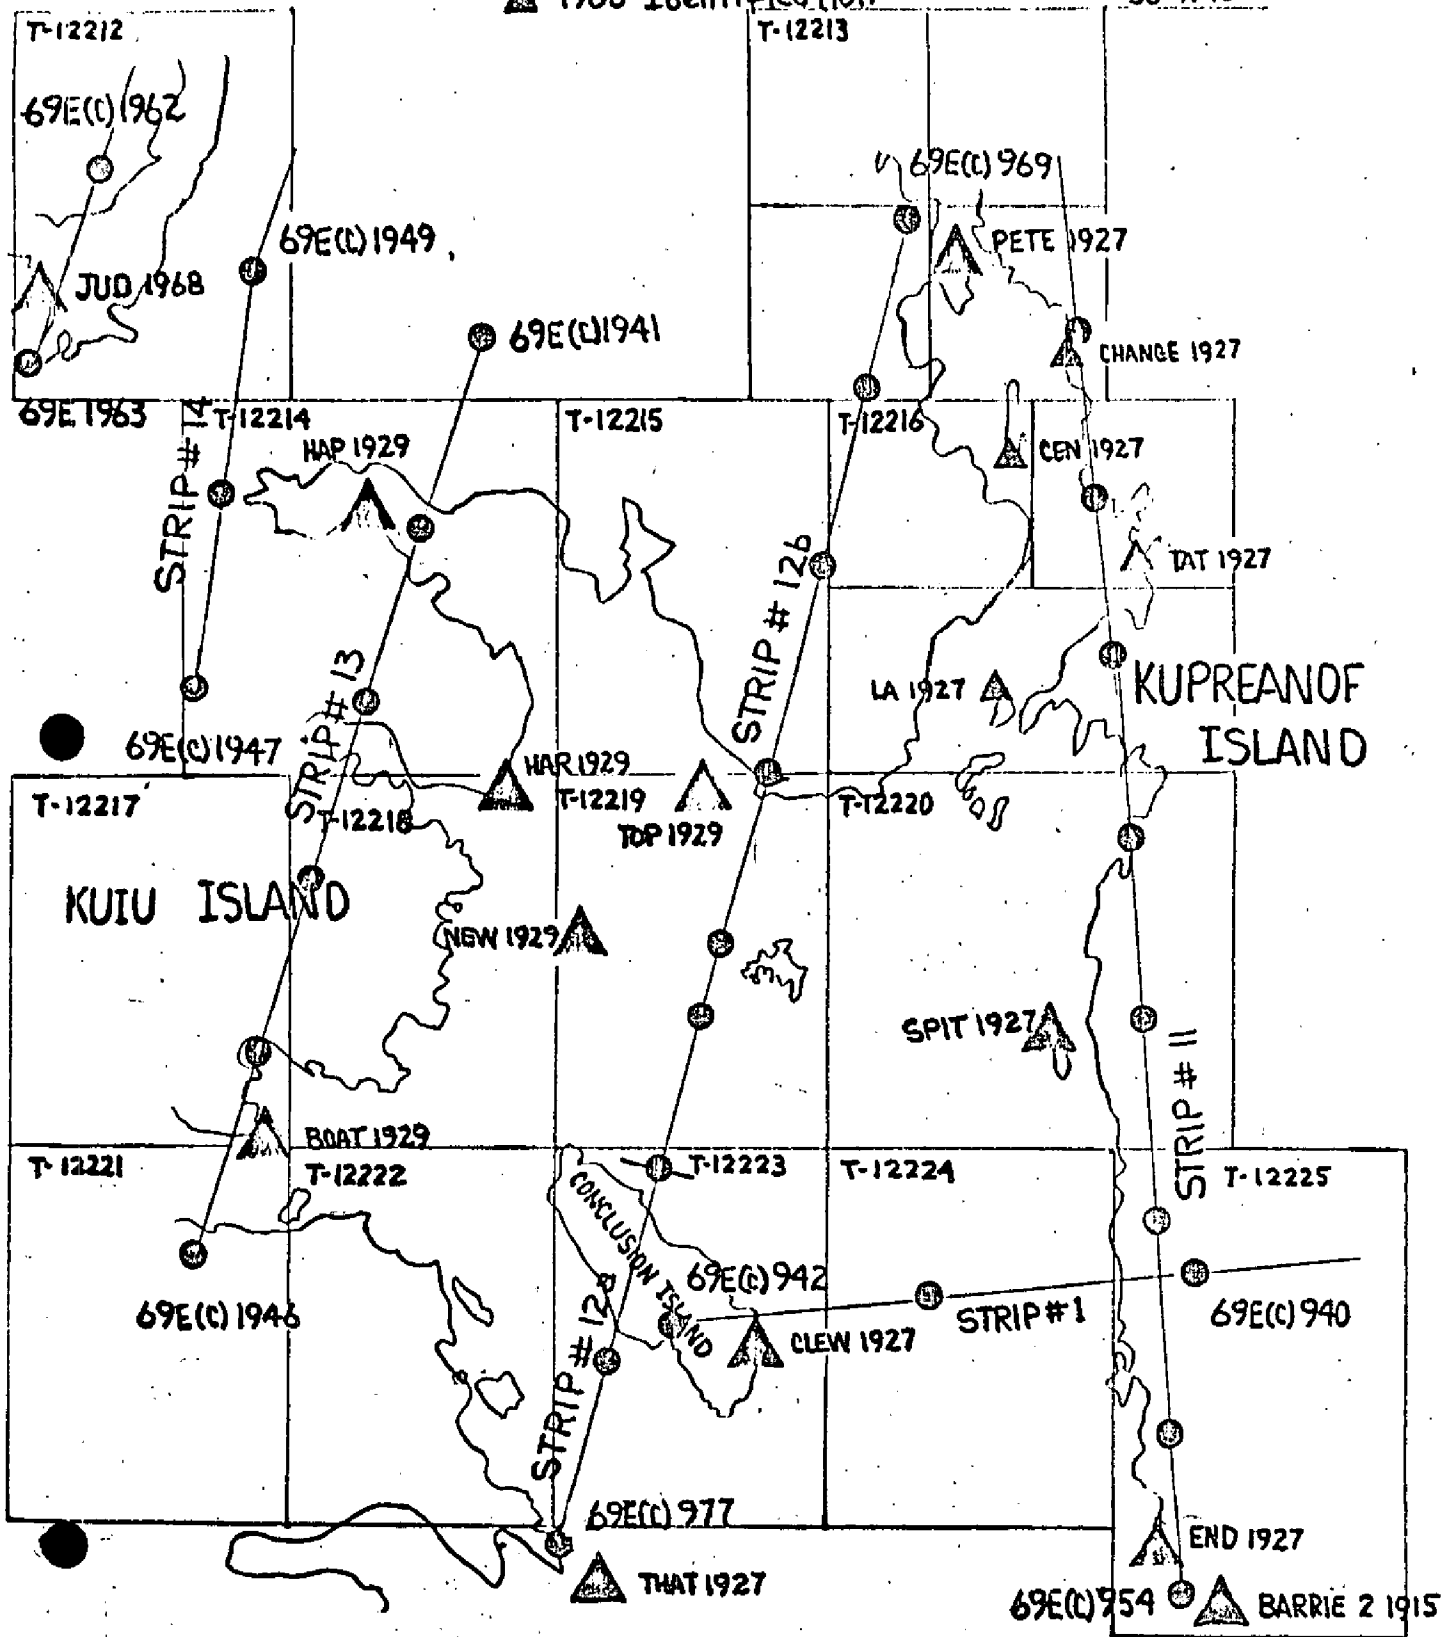 1968 Identification
T-12212
T-12213
69E(C)1962
69E(C)969
69E(C)1949
PETE 1927
JUD 1968
69E(C)1941
CHANGE 1927
69E 1963
T-12214
T-12215
T-12216
HAP 1929
CEN 1927
STRIP #14
TAT 1927
STRIP #126
STRIP #13
LA 1927
KUPREANOF
ISLAND
69E(C)1947
HAR 1929
T-12217
T-12218
T-12219
T-12220
TOP 1929
KUIU ISLAND
NEW 1929
SPIT 1927
STRIP #11
BOAT 1929
T-12221
T-12222
T-12223
T-12224
T-12225
CONCLUSION ISLAND
69E(C)942
69E(C)1946
STRIP #1
69E(C)940
CLEW 1927
69E(C)977
END 1927
THAT 1927
69E(C)954
BARRIE 2 1915